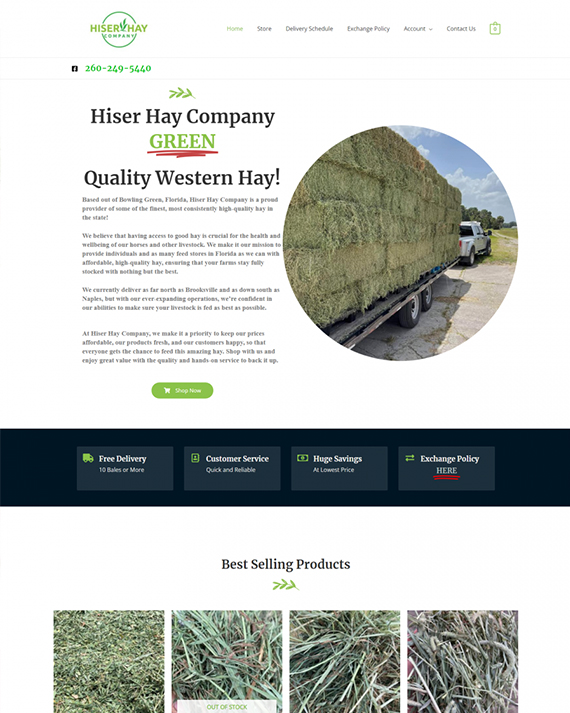 HISER HAY
COMPANY
Home Store Delivery Schedule Exchange Policy Account Contact Us 0
260-249-5440
Hiser Hay Company
GREEN
Quality Western Hay!
Based out of Bowling Green, Florida, Hiser Hay Company is a proud
provider of some of the finest, most consistently high-quality hay in
the state!
We believe that having access to good hay is crucial for the health and
wellbeing of our horses and other livestock. We make it our mission to
provide individuals and as many feed stores in Florida as we can with
affordable, high-quality hay, ensuring that your farms stay fully
stocked with nothing but the best.
We currently deliver as far north as Brooksville and as down south as
Naples, but with our ever-expanding operations, we're confident in
our abilities to make sure your livestock is fed as best as possible.
At Hiser Hay Company, we make it a priority to keep our prices
affordable, our products fresh, and our customers happy, so that
everyone gets the chance to feed this amazing hay. Shop with us and
enjoy great value with the quality and hands-on service to back it up.
Shop Now
Free Delivery
10 Bales or More
Customer Service
Quick and Reliable
Huge Savings
At Lowest Price
Exchange Policy
HERE
Best Selling Products
OUT OF STOCK